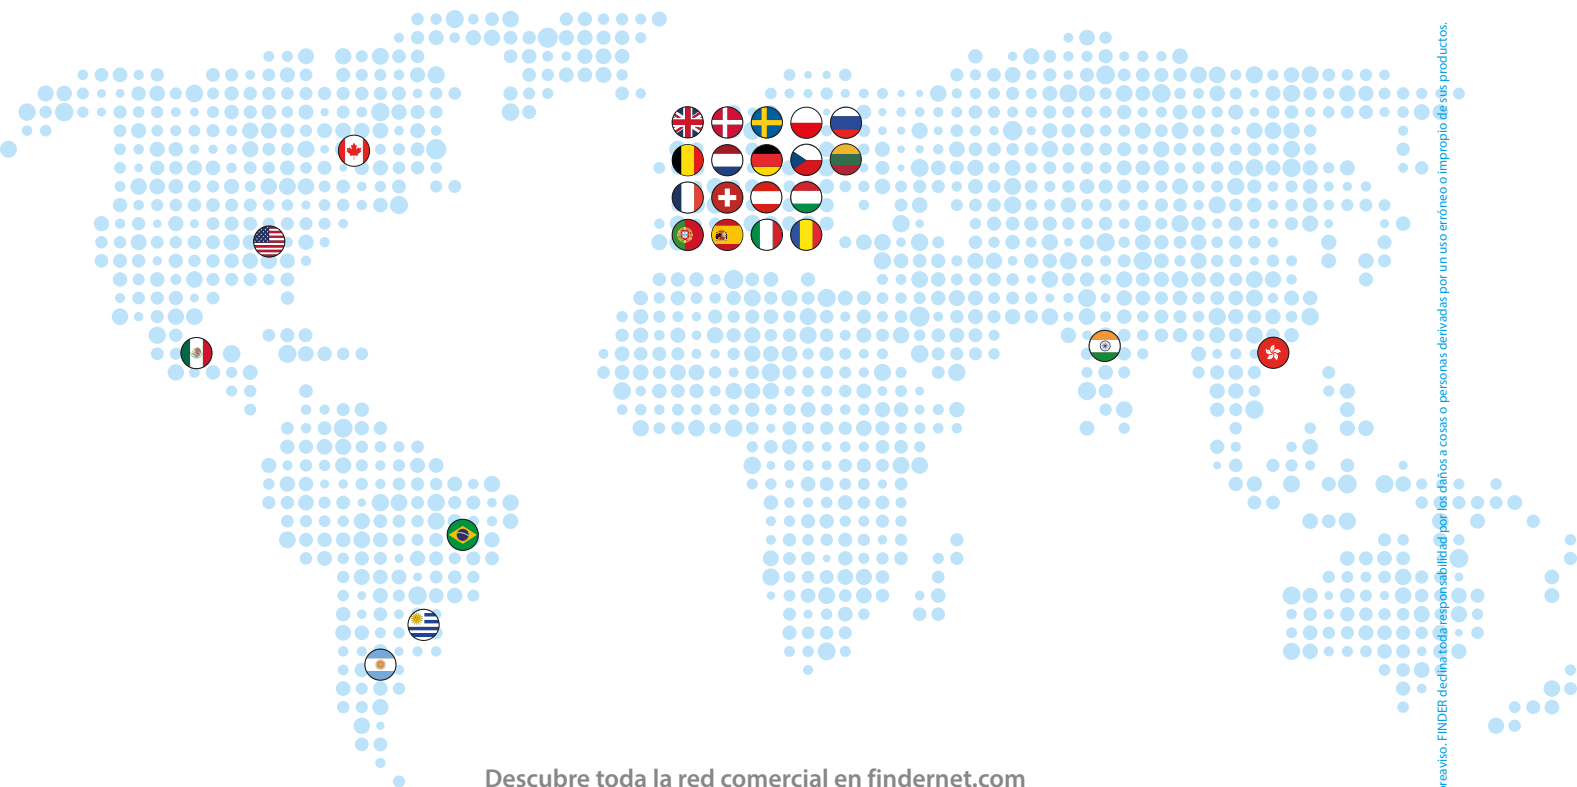 Descubre toda la red comercial en findernet.com
FINDER declina toda responsabilidad por los daños a cosas o personas derivadas por un uso erróneo o impropio de sus productos.